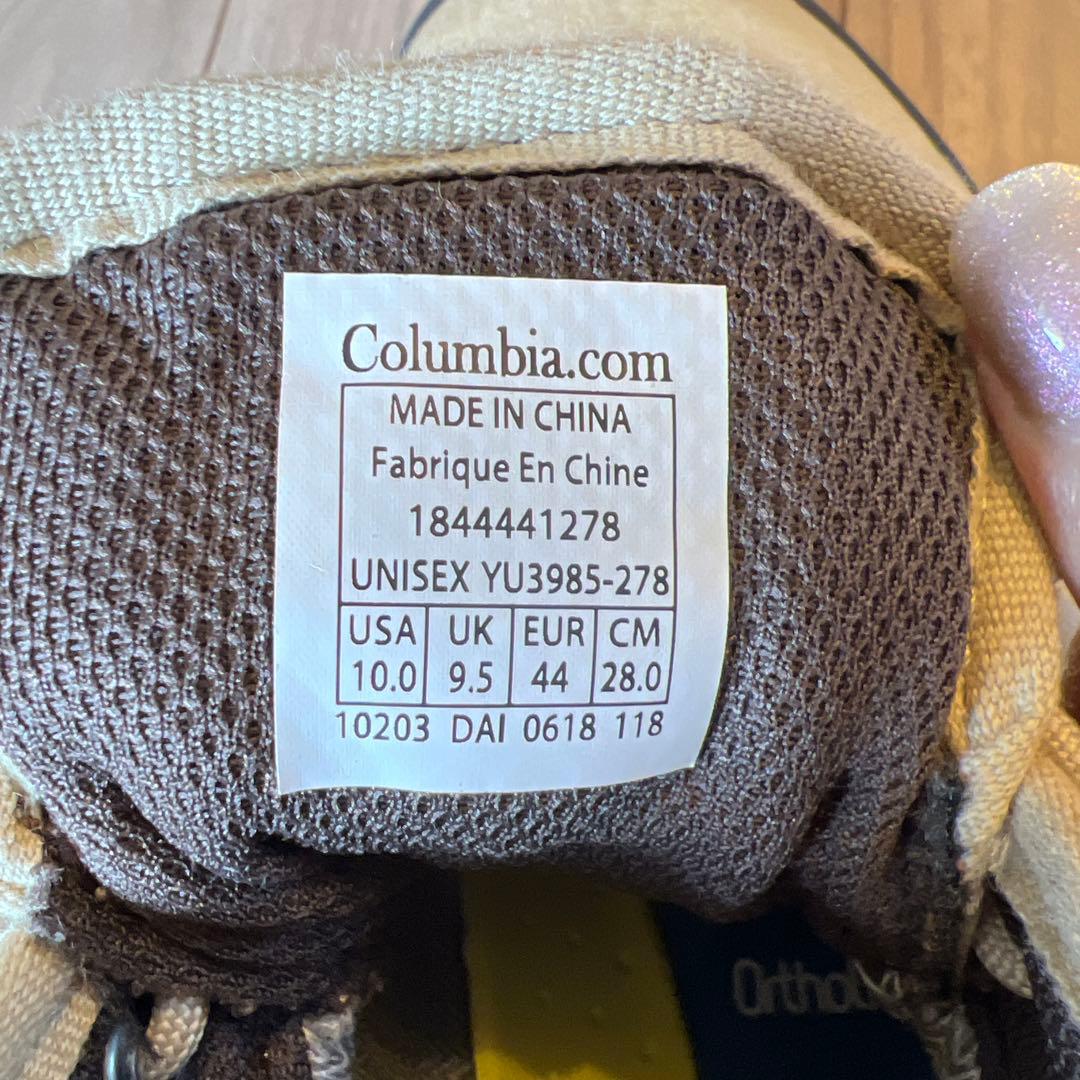 Columbia.com
MADE IN CHINA
Fabrique En Chine
1844441278
UNISEX YU3985-278
USA UK EUR CM
10.0 9.5 44 28.0
10203 DAI 0618 118